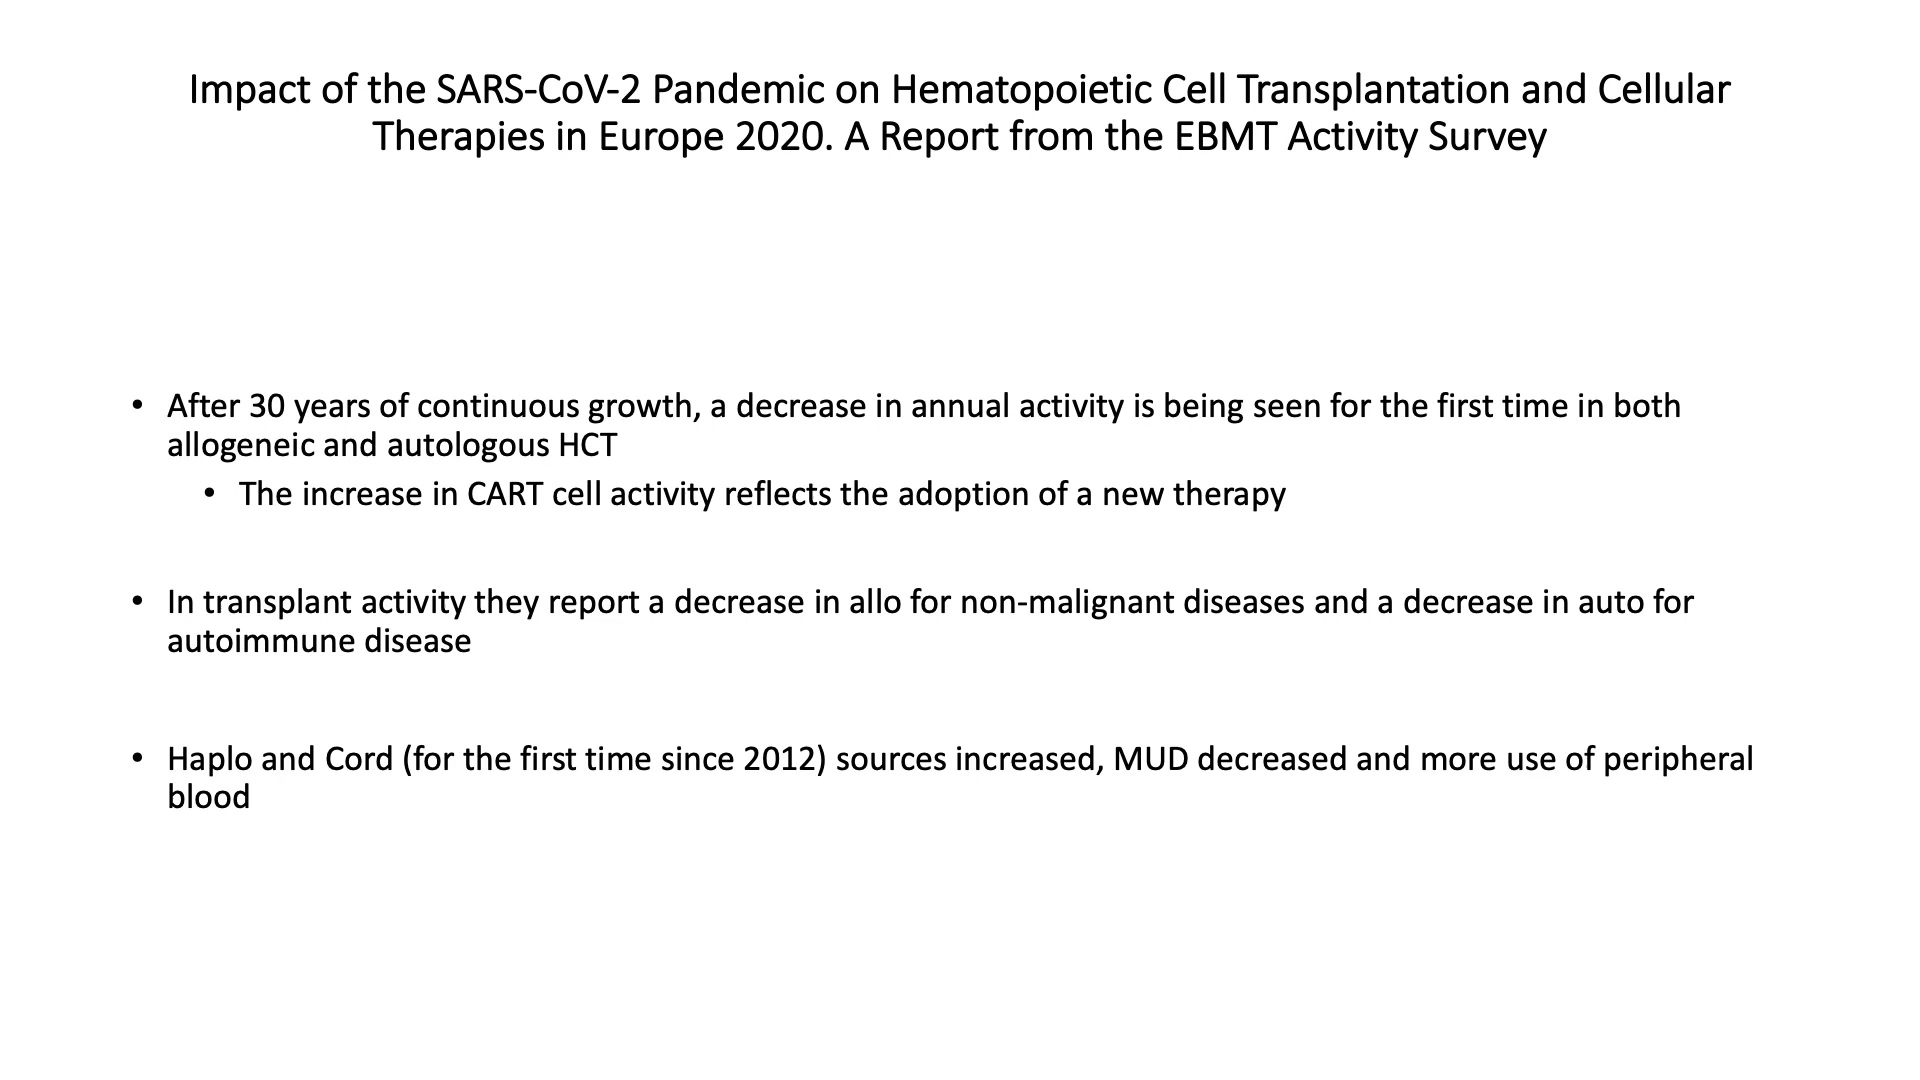 Impact of the SARS-CoV-2 Pandemic on Hematopoietic Cell Transplantation and Cellular
Therapies in Europe 2020. A Report from the EBMT Activity Survey
• After 30 years of continuous growth, a decrease in annual activity is being seen for the first time in both
allogeneic and autologous HCT
• The increase in CART cell activity reflects the adoption of a new therapy
• In transplant activity they report a decrease in allo for non-malignant diseases and a decrease in auto for
autoimmune disease
• Haplo and Cord (for the first time since 2012) sources increased, MUD decreased and more use of peripheral
blood